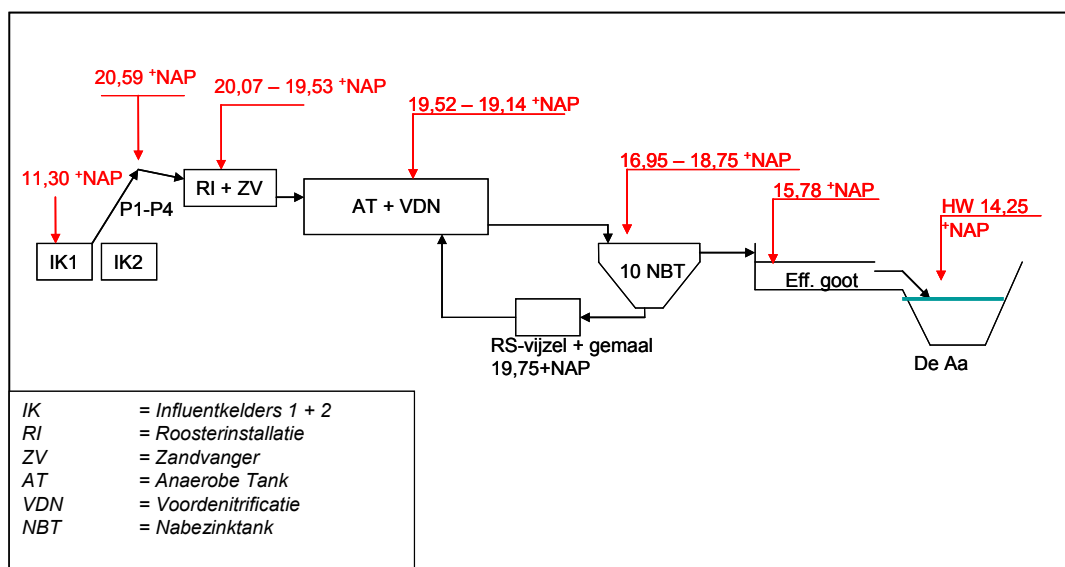 20,59 +NAP
20,07 – 19,53 +NAP
19,52 – 19,14 +NAP
16,95 – 18,75 +NAP
11,30 +NAP
15,78 +NAP
HW 14,25
+NAP
P1-P4
RI + ZV
AT + VDN
IK1
IK2
10 NBT
Eff. goot
RS-vijzel + gemaal
19,75+NAP
De Aa
IK = Influentkelders 1 + 2
RI = Roosterinstallatie
ZV = Zandvanger
AT = Anaerobe Tank
VDN = Voordenitrificatie
NBT = Nabezinktank